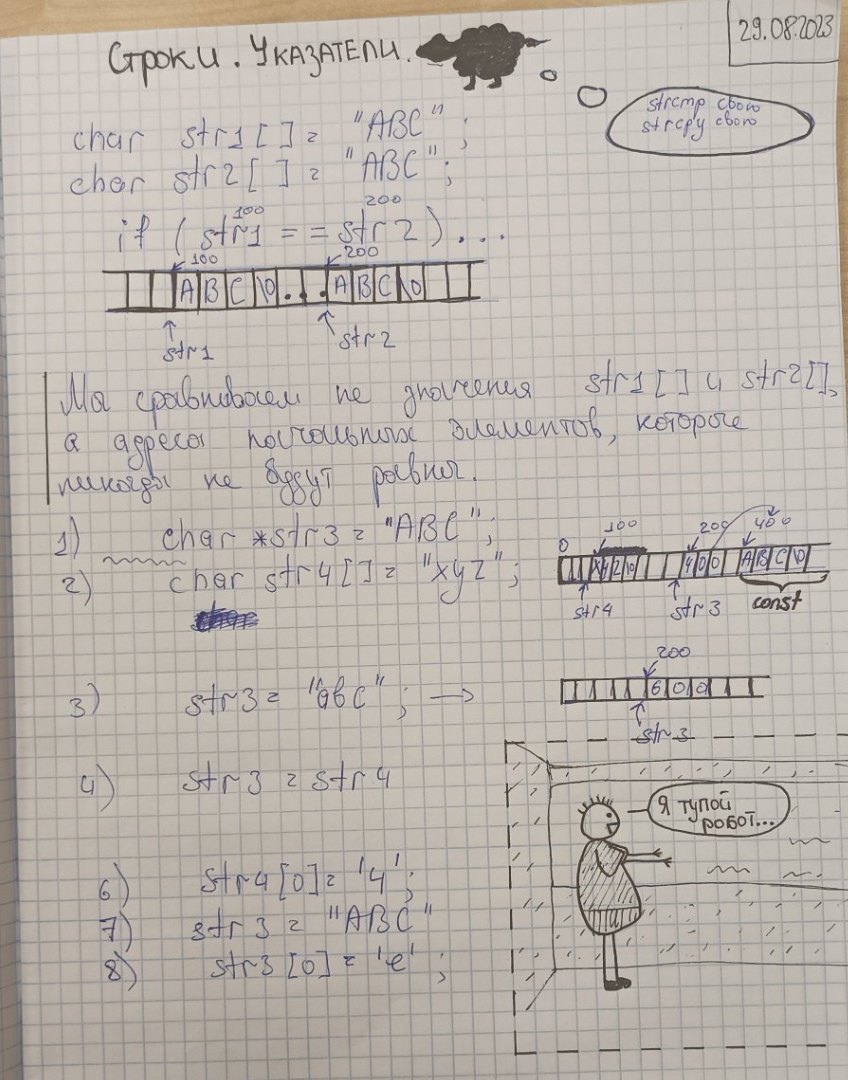 29.08.2023
Строки. Указатели.
strcmp свою
strcpy свою
char str1[] = "ABC";
char str2[] = "ABC";
100 200
if (str1 == str2)...
100 200
A B C \0 . . . A B C \0
str1 str2
Мы сравниваем не значения str1[] и str2[],
а адреса начальных элементов, которые
никогда не будут равны.
1) char *str3 = "ABC";
2) char str4[] = "xyz";
0 100 200 400
x y z \0 4 0 0 A B C \0
str4 str3 const
200
3) str3 = "abc"; →
6 0 0
str3
4) str3 = str4
Я тупой
робот...
6) str4[0] = '4';
7) str3 = "ABC"
8) str3[0] = 'e';